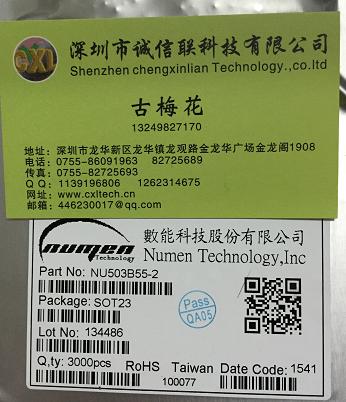 CXL
深圳市诚信联科技有限公司
Shenzhen chengxinlian Technology.,co.ltd
古梅花
13249827170
地址：深圳市龙华新区龙华镇龙观路金龙华广场金龙阁1908
电话：0755-86091963 82725689
传真：0755-82725693
Q Q：1139196806 1262314675
网址：www.cxltech.cn
邮箱：446230017@qq.com
numen
Technology
數能科技股份有限公司
Numen Technology,Inc
Part No: NU503B55-2
Package: SOT23
Pass
QA05
Lot No: 134486
Q,ty: 3000pcs RoHS Taiwan Date Code: 1541
100077